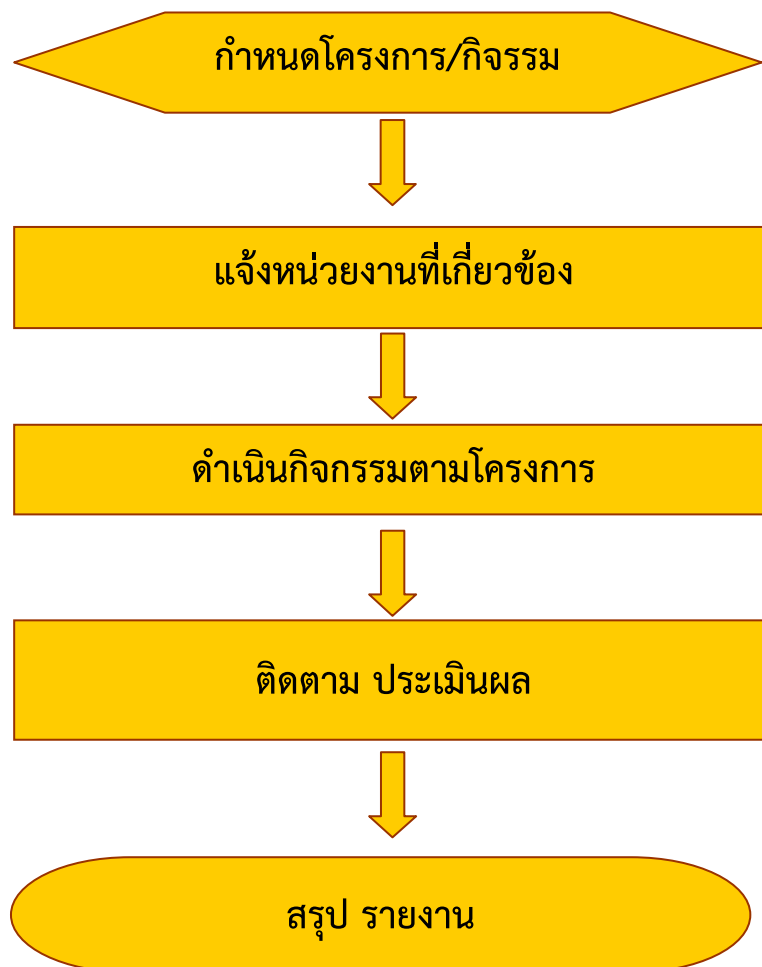 กำหนดโครงการ/กิจรรม
แจ้งหน่วยงานที่เกี่ยวข้อง
ดำเนินกิจกรรมตามโครงการ
ติดตาม ประเมินผล
สรุป รายงาน